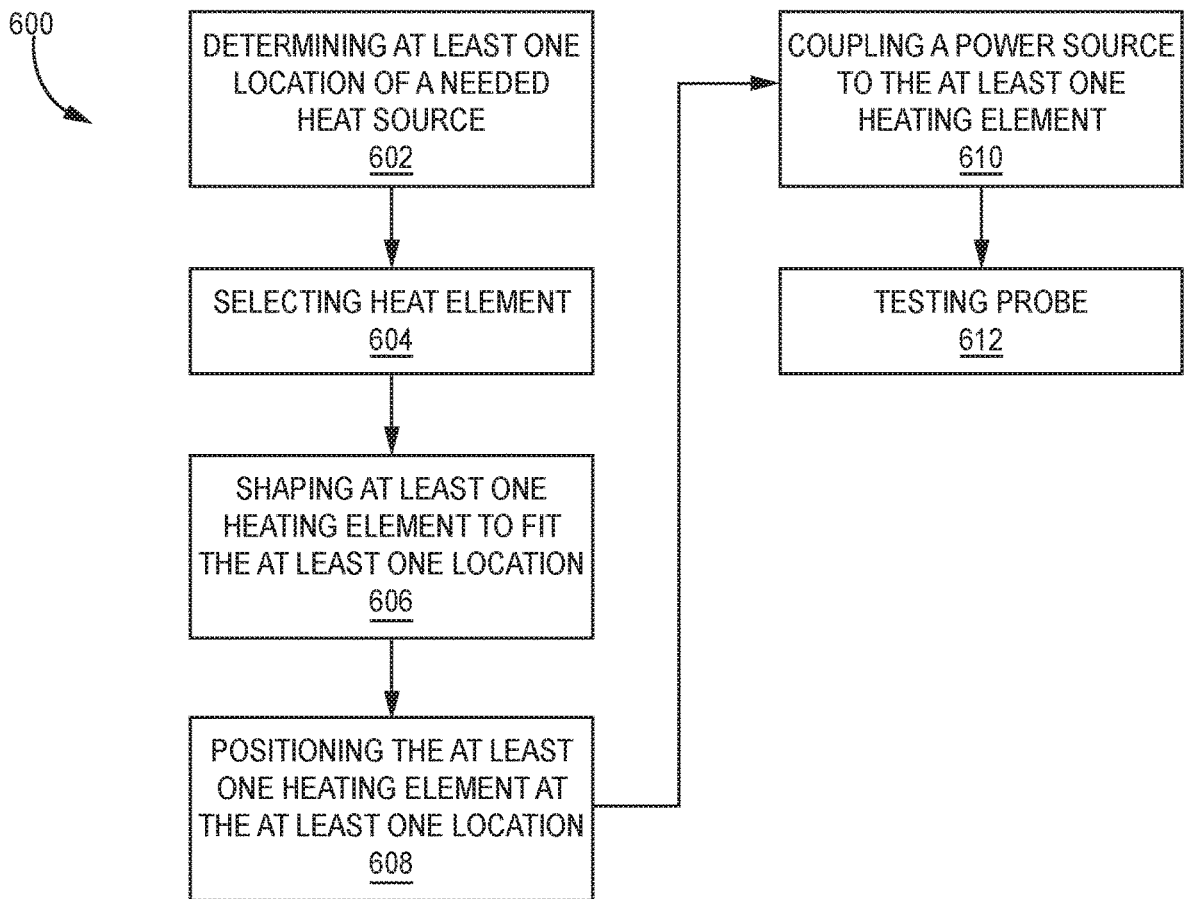 600
DETERMINING AT LEAST ONE
LOCATION OF A NEEDED
HEAT SOURCE
602
SELECTING HEAT ELEMENT
604
SHAPING AT LEAST ONE
HEATING ELEMENT TO FIT
THE AT LEAST ONE LOCATION
606
POSITIONING THE AT LEAST
ONE HEATING ELEMENT AT
THE AT LEAST ONE LOCATION
608
COUPLING A POWER SOURCE
TO THE AT LEAST ONE
HEATING ELEMENT
610
TESTING PROBE
612